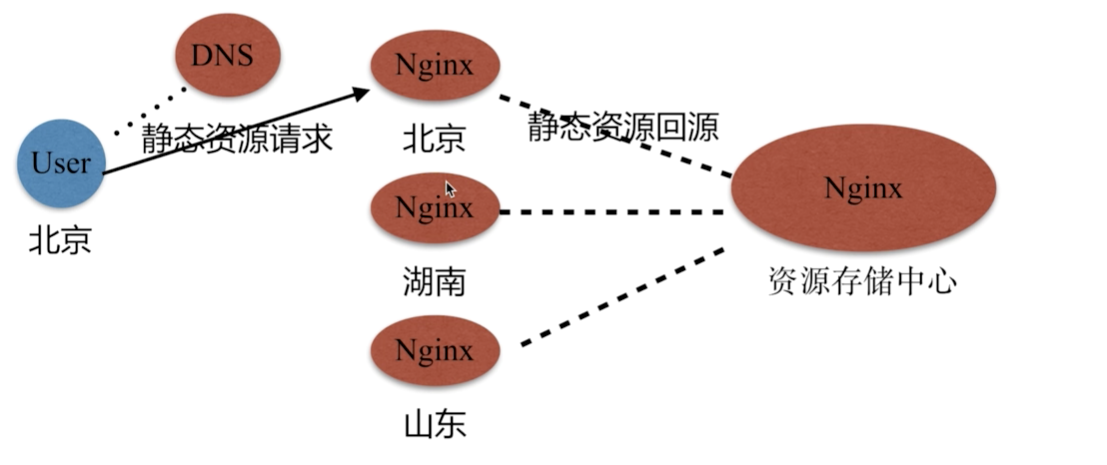 DNS
Nginx
静态资源请求
静态资源回源
北京
User
Nginx
Nginx
北京
湖南
资源存储中心
Nginx
山东